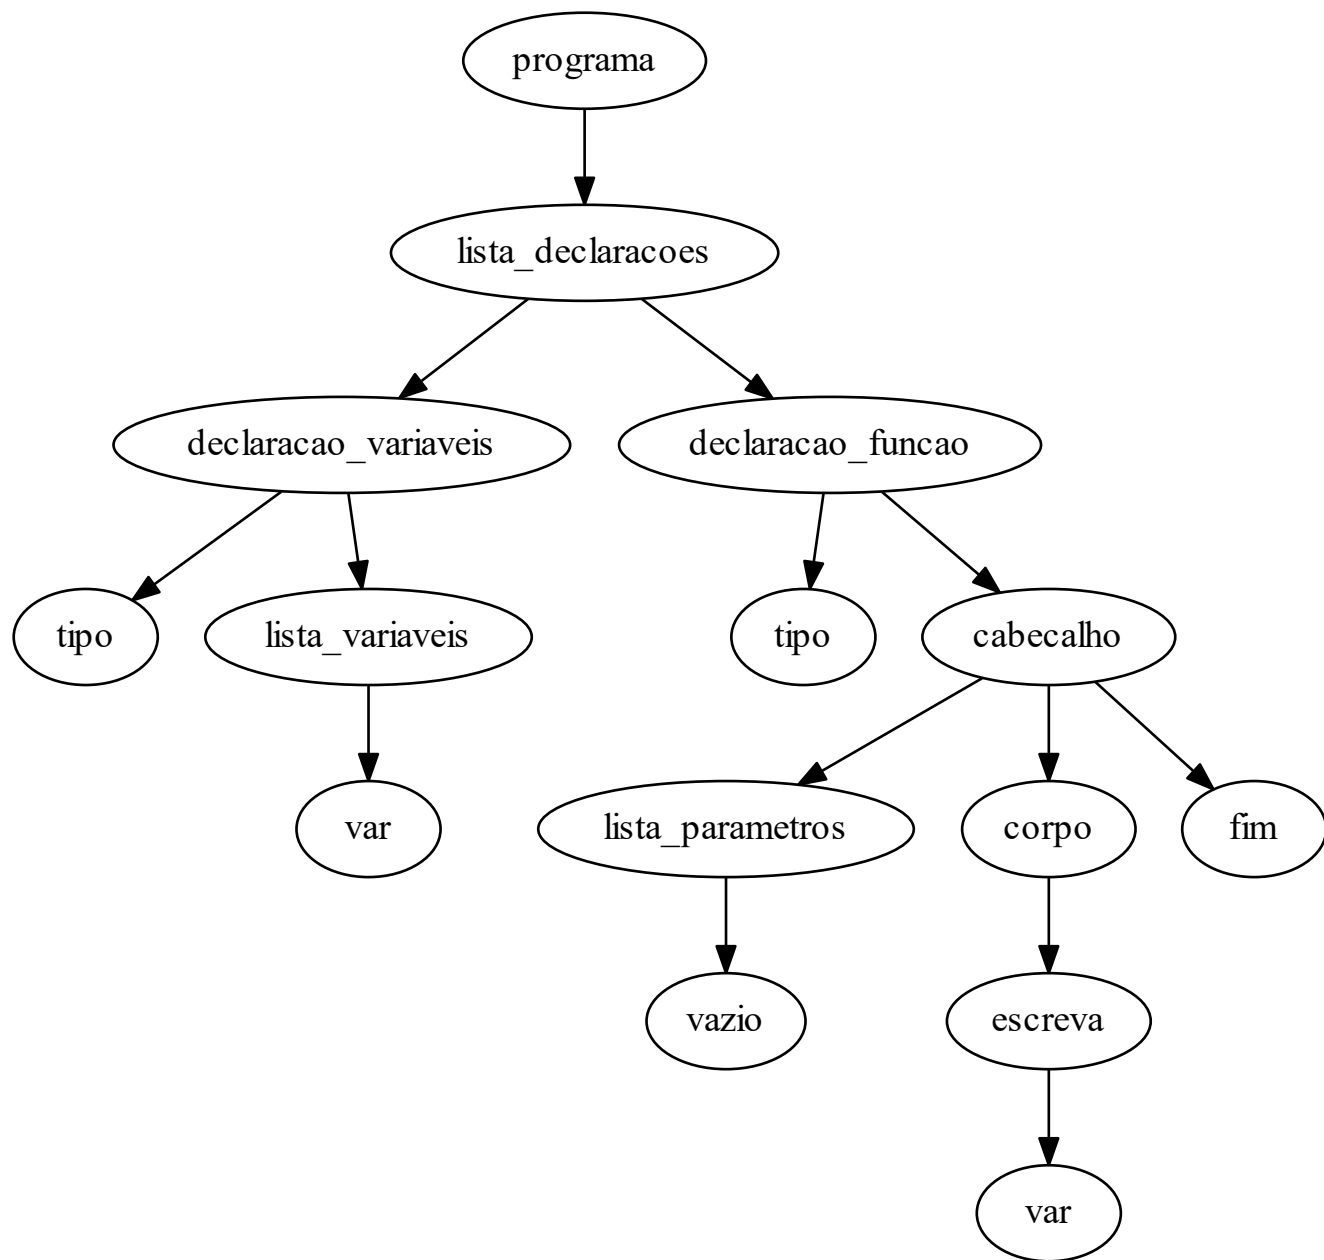 programa
lista_declaracoes
declaracao_variaveis
declaracao_funcao
tipo
lista_variaveis
tipo
cabecalho
var
lista_parametros
corpo
fim
vazio
escreva
var